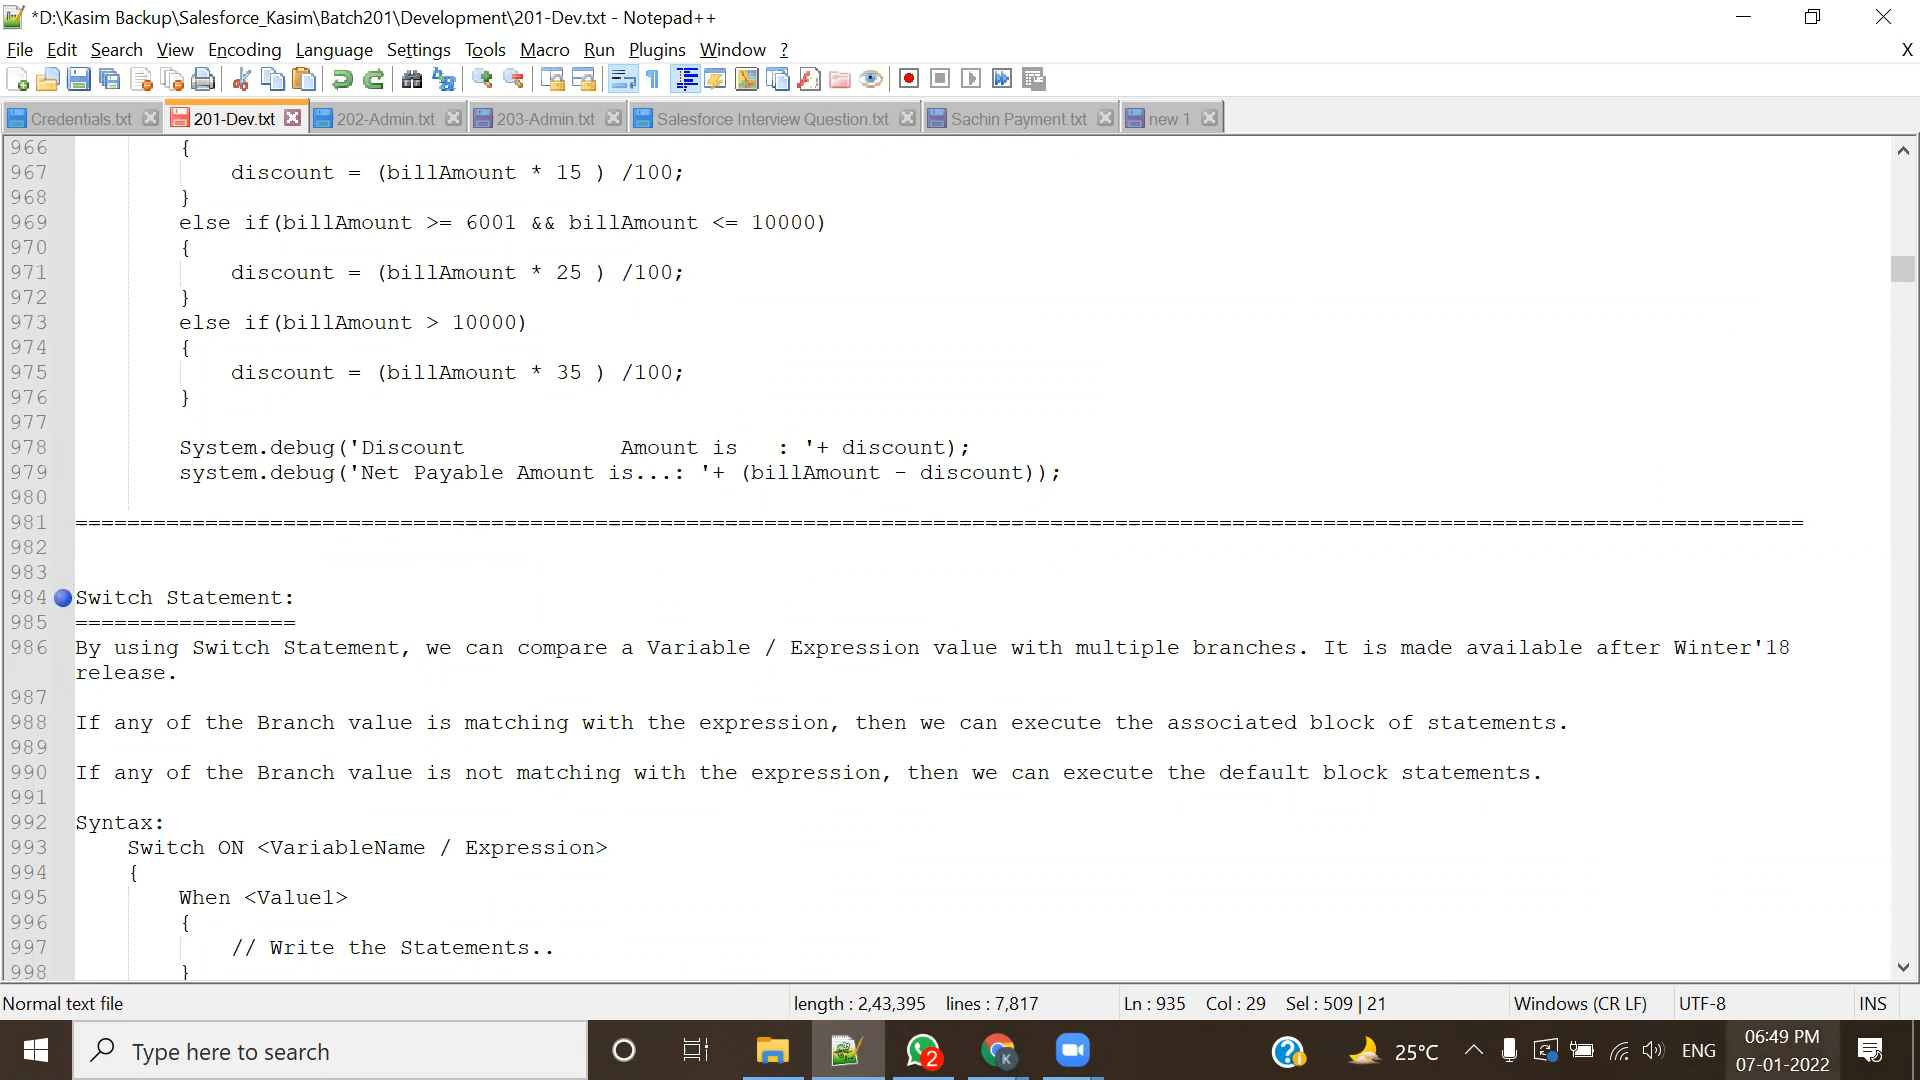 *D:\Kasim Backup\Salesforce_Kasim\Batch201\Development\201-Dev.txt - Notepad++
File Edit Search View Encoding Language Settings Tools Macro Run Plugins Window ? X
Credentials.txt 201-Dev.txt 202-Admin.txt 203-Admin.txt Salesforce Interview Question.txt Sachin Payment.txt new 1
966 {
967 discount = (billAmount * 15 ) /100;
968 }
969 else if(billAmount >= 6001 && billAmount <= 10000)
970 {
971 discount = (billAmount * 25 ) /100;
972 }
973 else if(billAmount > 10000)
974 {
975 discount = (billAmount * 35 ) /100;
976 }
977
978 System.debug('Discount Amount is : '+ discount);
979 system.debug('Net Payable Amount is...: '+ (billAmount - discount));
980
981 =====================================================================================================================================
982
983
984 Switch Statement:
985 =================
986 By using Switch Statement, we can compare a Variable / Expression value with multiple branches. It is made available after Winter'18
release.
987
988 If any of the Branch value is matching with the expression, then we can execute the associated block of statements.
989
990 If any of the Branch value is not matching with the expression, then we can execute the default block statements.
991
992 Syntax:
993 Switch ON <VariableName / Expression>
994 {
995 When <Value1>
996 {
997 // Write the Statements..
998 }
Normal text file length : 2,43,395 lines : 7,817 Ln : 935 Col : 29 Sel : 509 | 21 Windows (CR LF) UTF-8 INS
Type here to search 2 K 25°C ENG 06:49 PM
07-01-2022